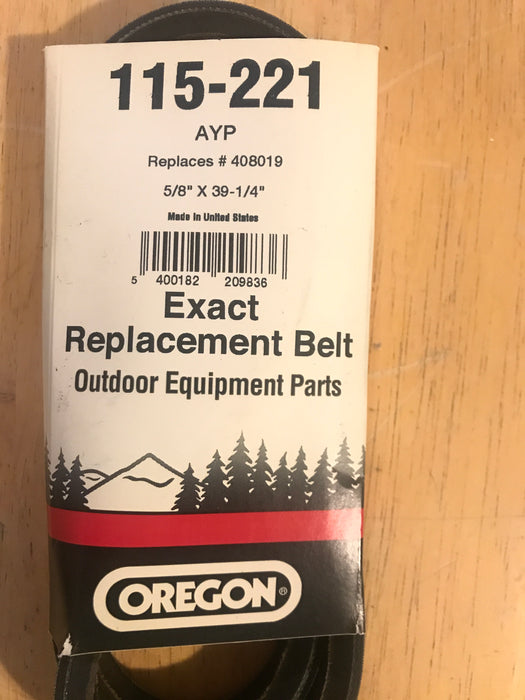 115-221
AYP
Replaces # 408019
5/8" X 39-1/4"
Made in United States
5 400182 209836
Exact
Replacement Belt
Outdoor Equipment Parts
OREGON®